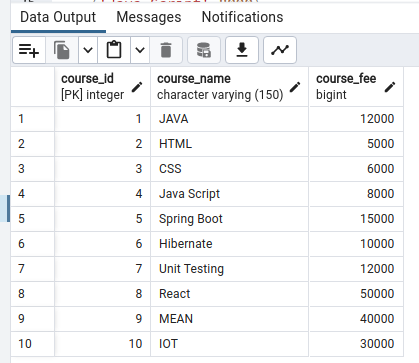 Data Output Messages Notifications
course_id course_name course_fee
[PK] integer character varying (150) bigint
1 1 JAVA 12000
2 2 HTML 5000
3 3 CSS 6000
4 4 Java Script 8000
5 5 Spring Boot 15000
6 6 Hibernate 10000
7 7 Unit Testing 12000
8 8 React 50000
9 9 MEAN 40000
10 10 IOT 30000